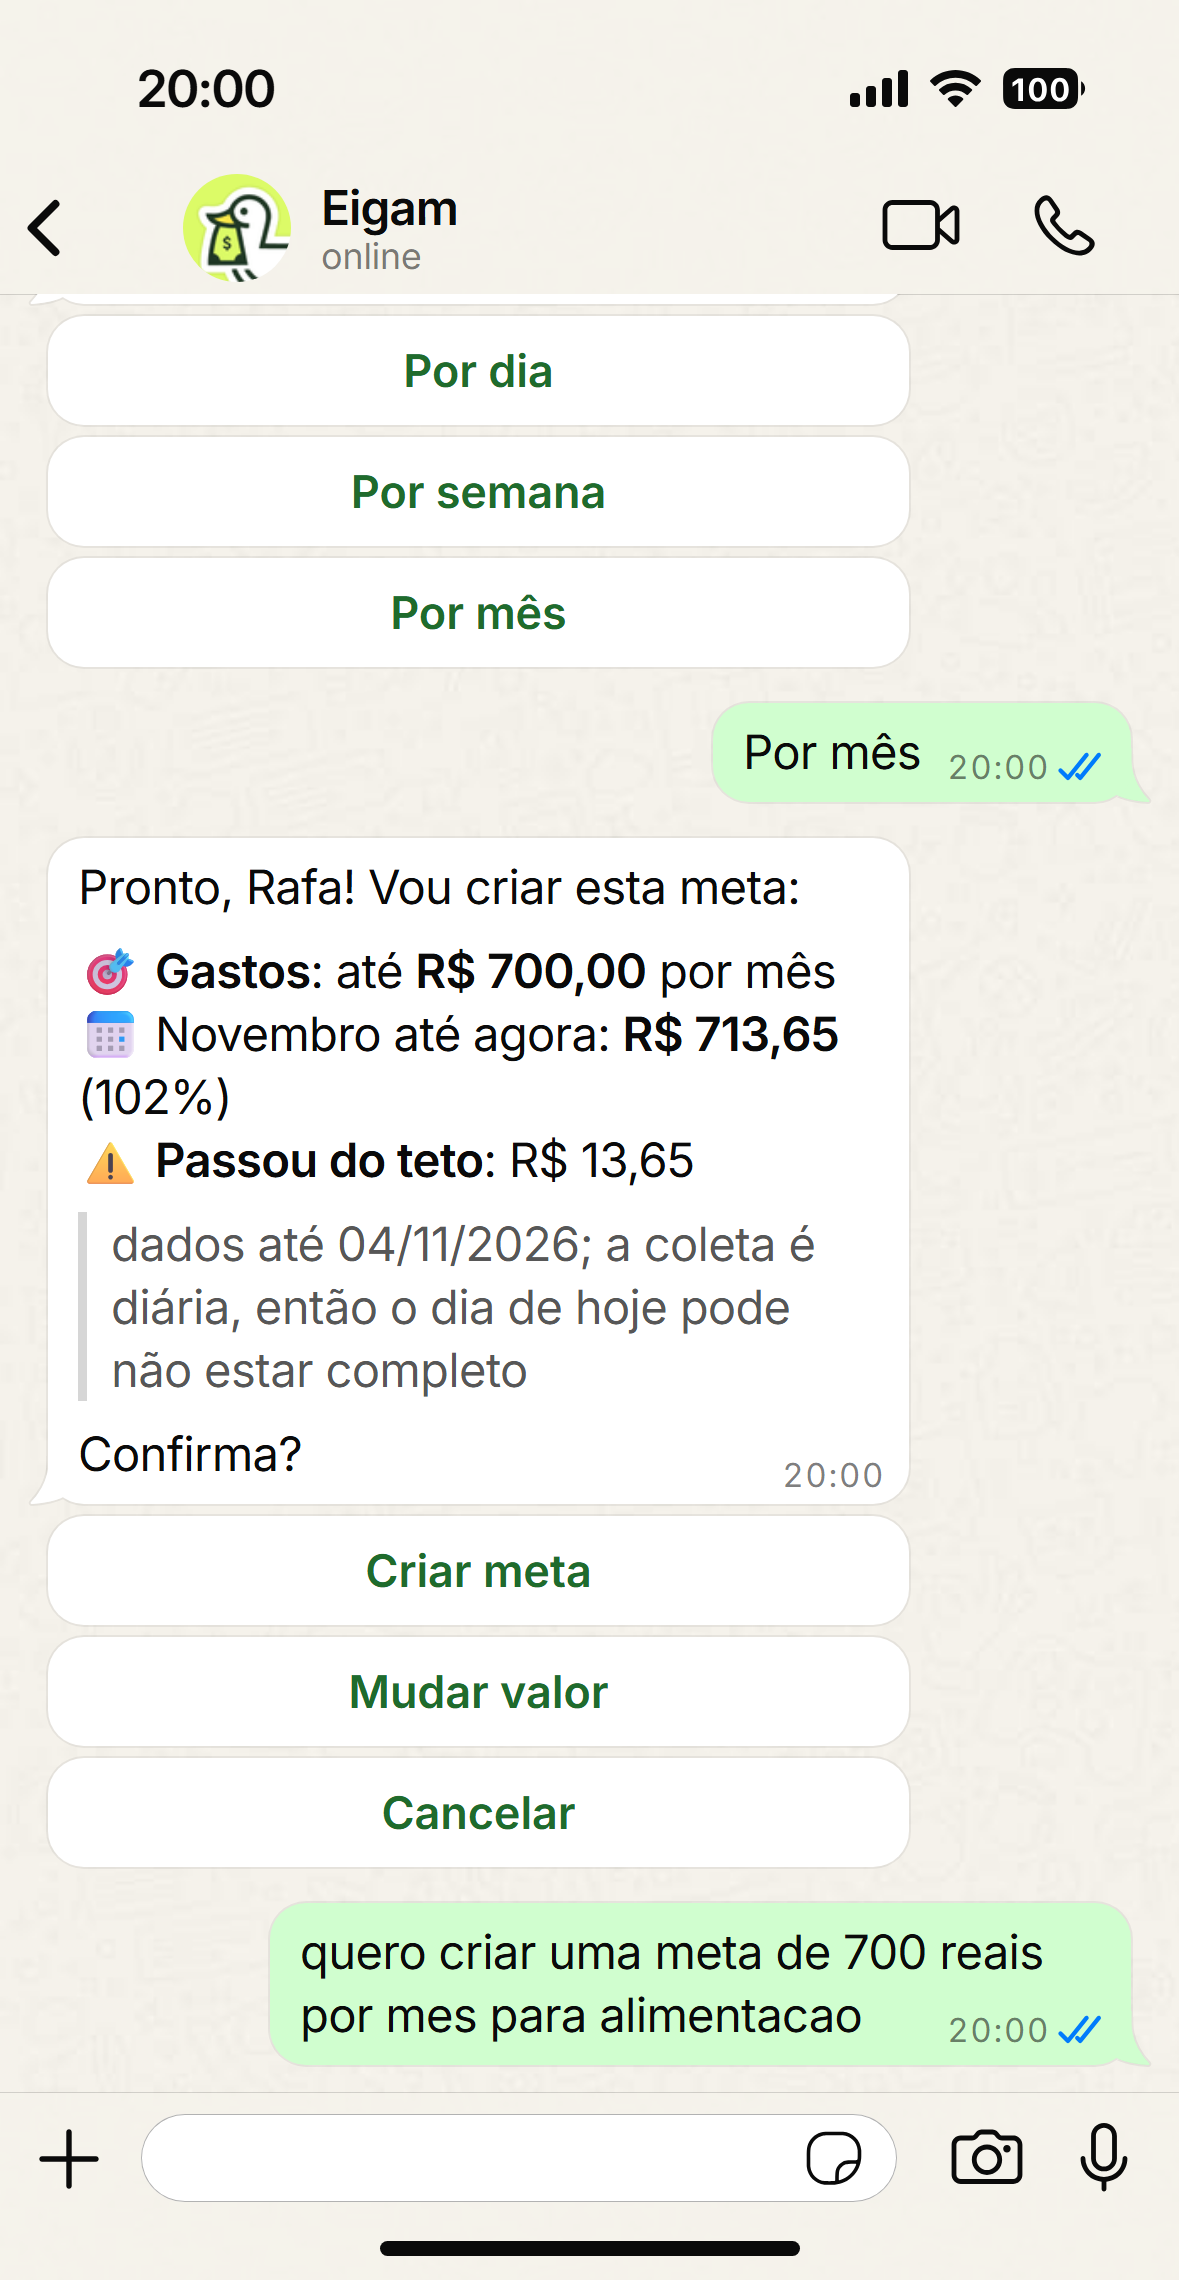 20:00
100
Eigam
online
$
Por dia
Por semana
Por mês
Por mês 20:00
Pronto, Rafa! Vou criar esta meta:
🎯 Gastos: até R$ 700,00 por mês
📅 Novembro até agora: R$ 713,65
(102%)
⚠️ Passou do teto: R$ 13,65
dados até 04/11/2026; a coleta é
diária, então o dia de hoje pode
não estar completo
Confirma?
20:00
Criar meta
Mudar valor
Cancelar
quero criar uma meta de 700 reais
por mes para alimentacao 20:00